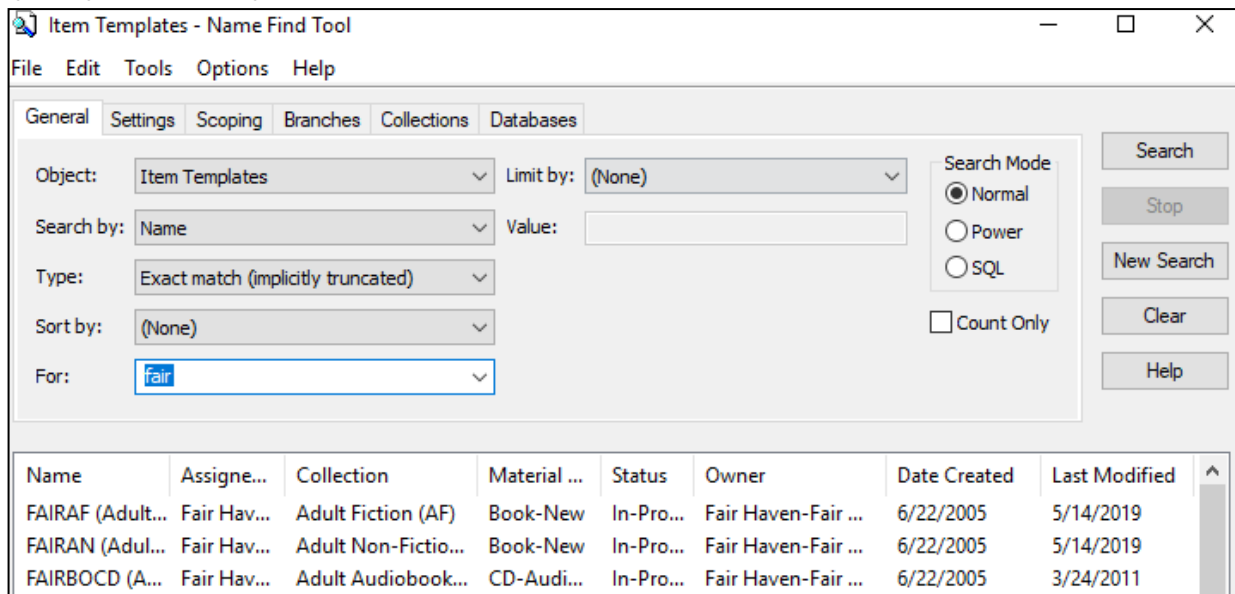 Item Templates - Name Find Tool
File Edit Tools Options Help
General Settings Scoping Branches Collections Databases
Object: Item Templates Limit by: (None) Search Mode Search
Normal
Stop
Search by: Name Value:
Power
New Search
Type: Exact match (implicitly truncated) SQL
Sort by: (None) Count Only Clear
For: fair Help
Name Assigne... Collection Material ... Status Owner Date Created Last Modified
FAIRAF (Adult... Fair Hav... Adult Fiction (AF) Book-New In-Pro... Fair Haven-Fair ... 6/22/2005 5/14/2019
FAIRAN (Adul... Fair Hav... Adult Non-Fictio... Book-New In-Pro... Fair Haven-Fair ... 6/22/2005 5/14/2019
FAIRBOCD (A... Fair Hav... Adult Audiobook... CD-Audi... In-Pro... Fair Haven-Fair ... 6/22/2005 3/24/2011